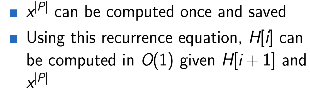 x^|P| can be computed once and saved
Using this recurrence equation, H[i] can
be computed in O(1) given H[i + 1] and
x^|P|